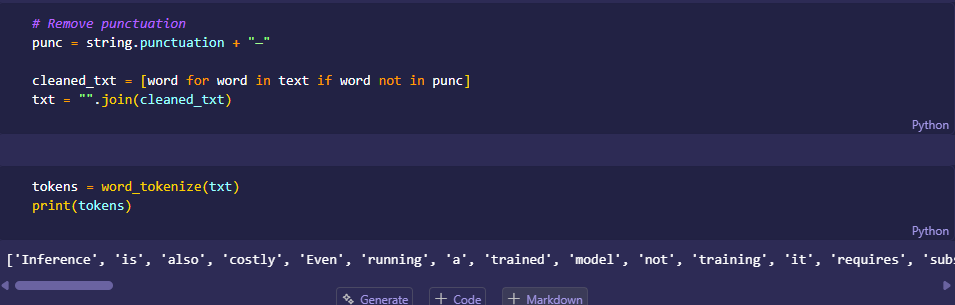 # Remove punctuation
punc = string.punctuation + "—"
cleaned_txt = [word for word in text if word not in punc]
txt = "".join(cleaned_txt)
Python
tokens = word_tokenize(txt)
print(tokens)
Python
['Inference', 'is', 'also', 'costly', 'Even', 'running', 'a', 'trained', 'model', 'not', 'training', 'it', 'requires', 'subs
Generate
+ Code
+ Markdown